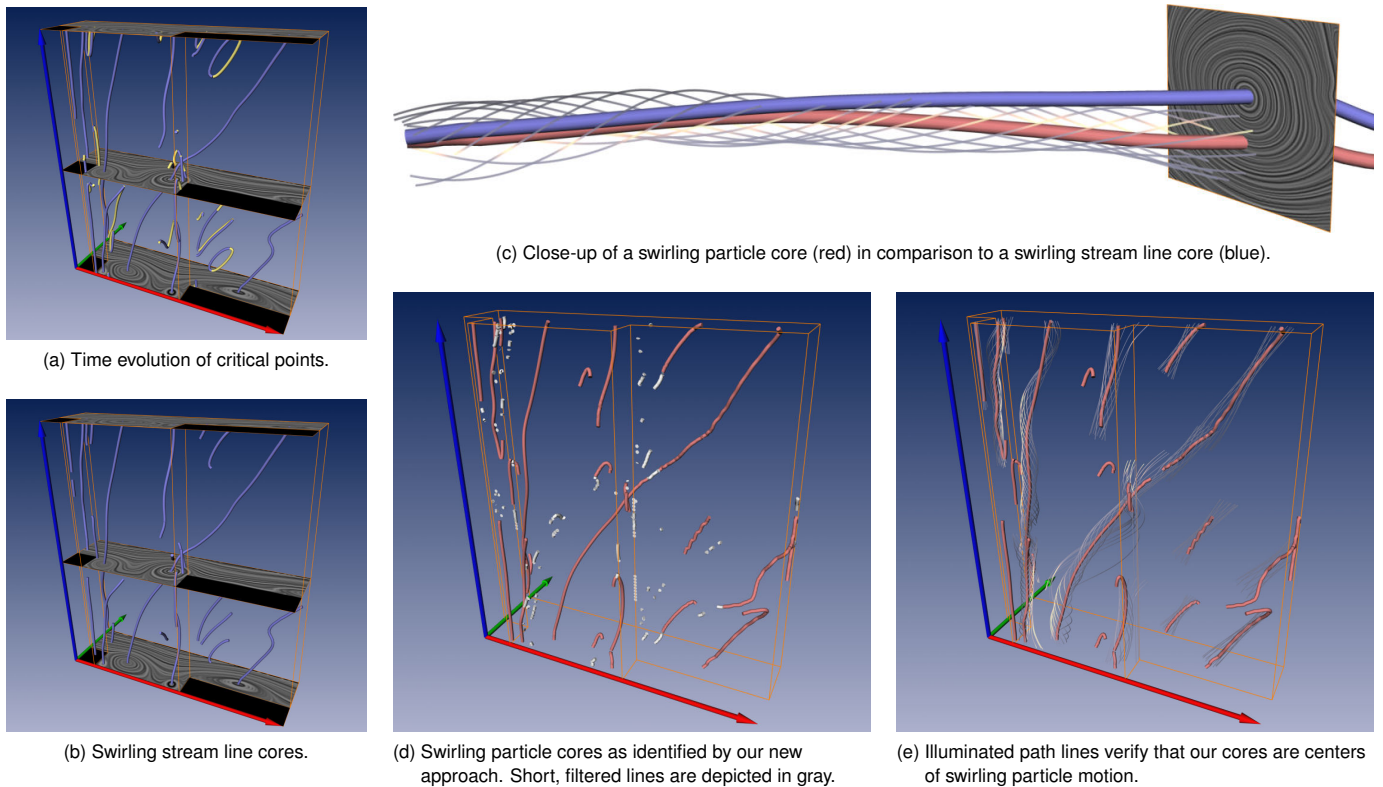 (c) Close-up of a swirling particle core (red) in comparison to a swirling stream line core (blue).
(a) Time evolution of critical points.
(b) Swirling stream line cores.
(d) Swirling particle cores as identified by our new
approach. Short, filtered lines are depicted in gray.
(e) Illuminated path lines verify that our cores are centers
of swirling particle motion.